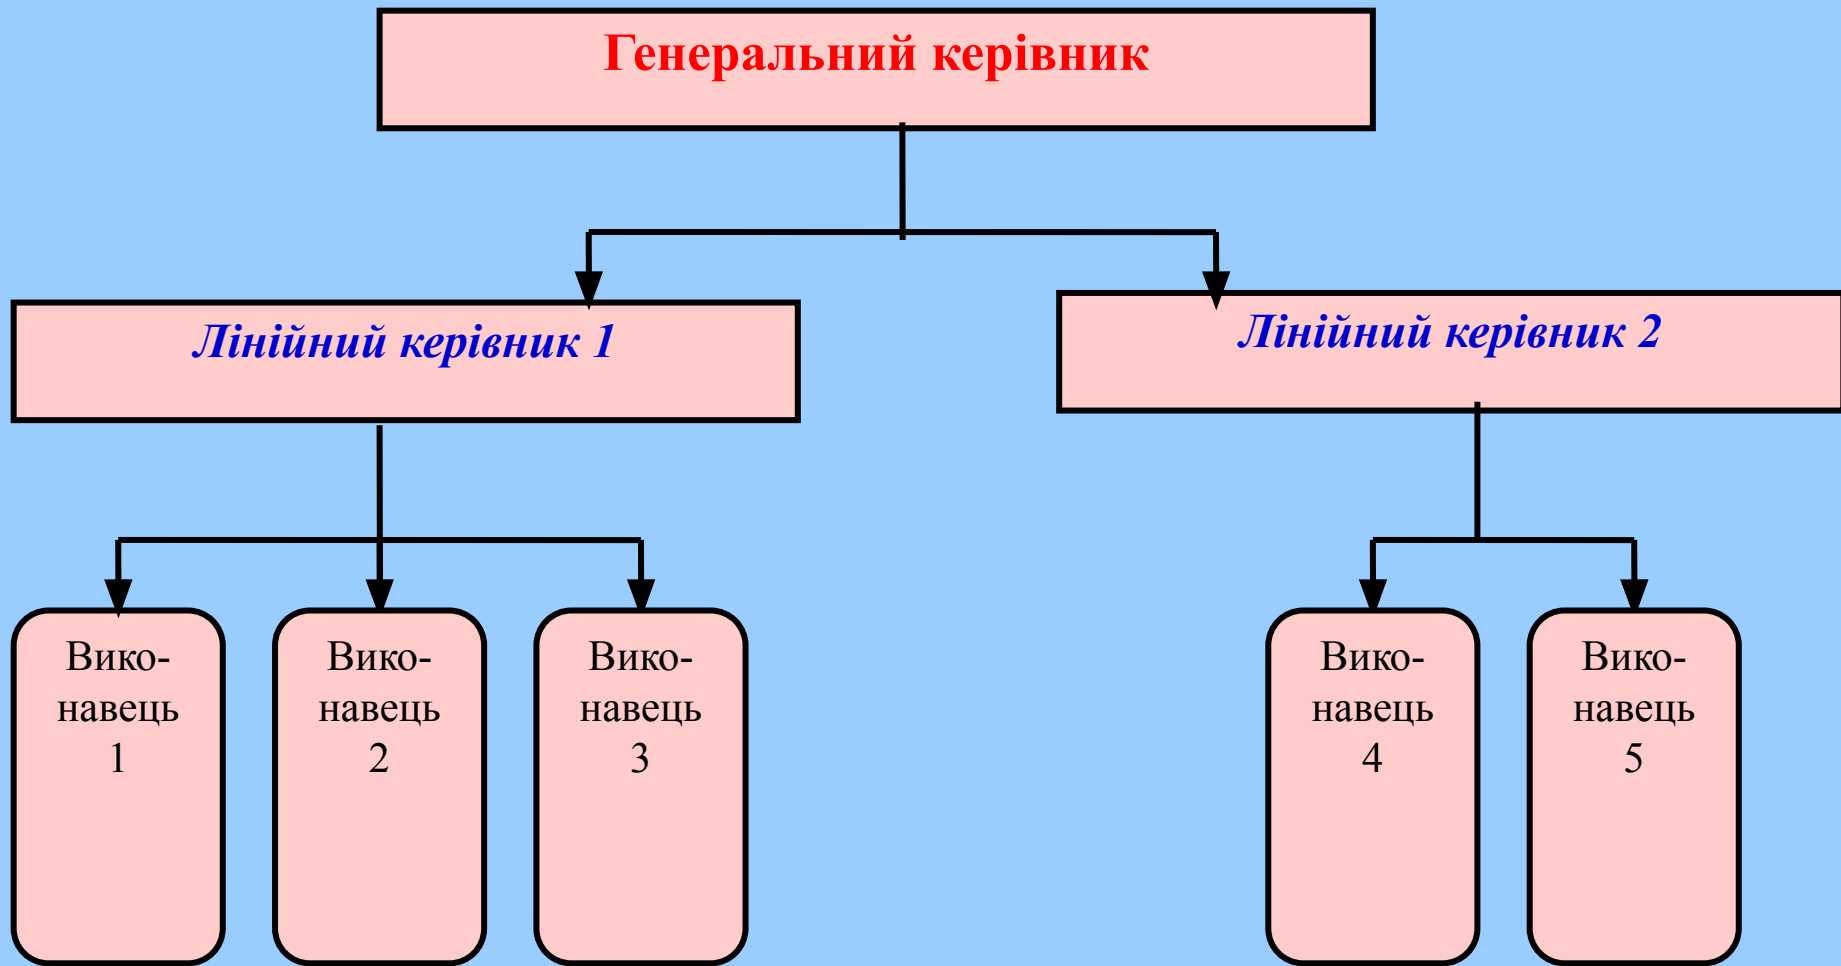 Генеральний керівник
Лінійний керівник 1
Лінійний керівник 2
Вико-
навець
1
Вико-
навець
2
Вико-
навець
3
Вико-
навець
4
Вико-
навець
5